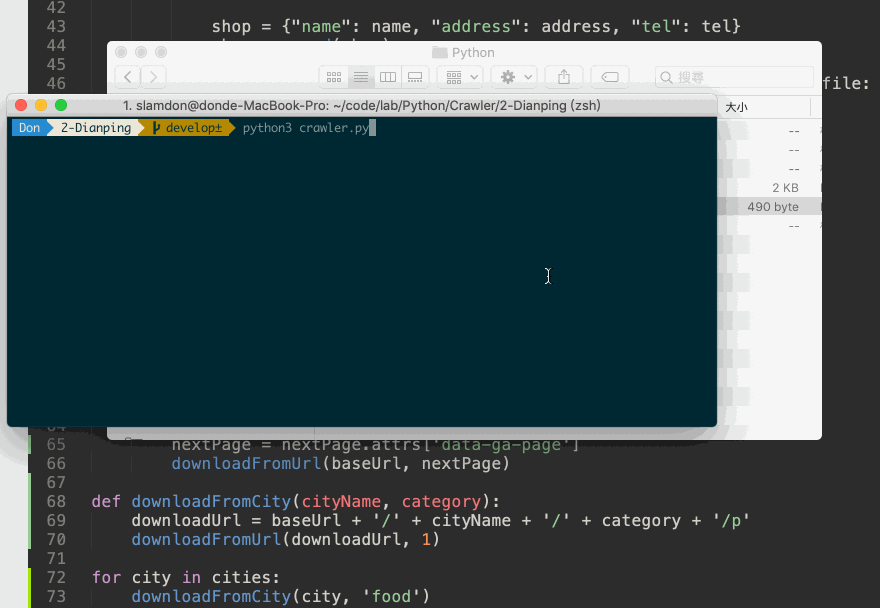 42
43 shop = {"name": name, "address": address, "tel": tel}
44
Python
45
搜尋
46 file:
1. slamdon@donde-MacBook-Pro: ~/code/lab/Python/Crawler/2-Dianping (zsh)
大小
Don 2-Dianping develop± python3 crawler.py
--
--
--
2 KB
490 byte
--
65 nextPage = nextPage.attrs['data-ga-page']
66 downloadFromUrl(baseUrl, nextPage)
67
68 def downloadFromCity(cityName, category):
69 downloadUrl = baseUrl + '/' + cityName + '/' + category + '/p'
70 downloadFromUrl(downloadUrl, 1)
71
72 for city in cities:
73 downloadFromCity(city, 'food')